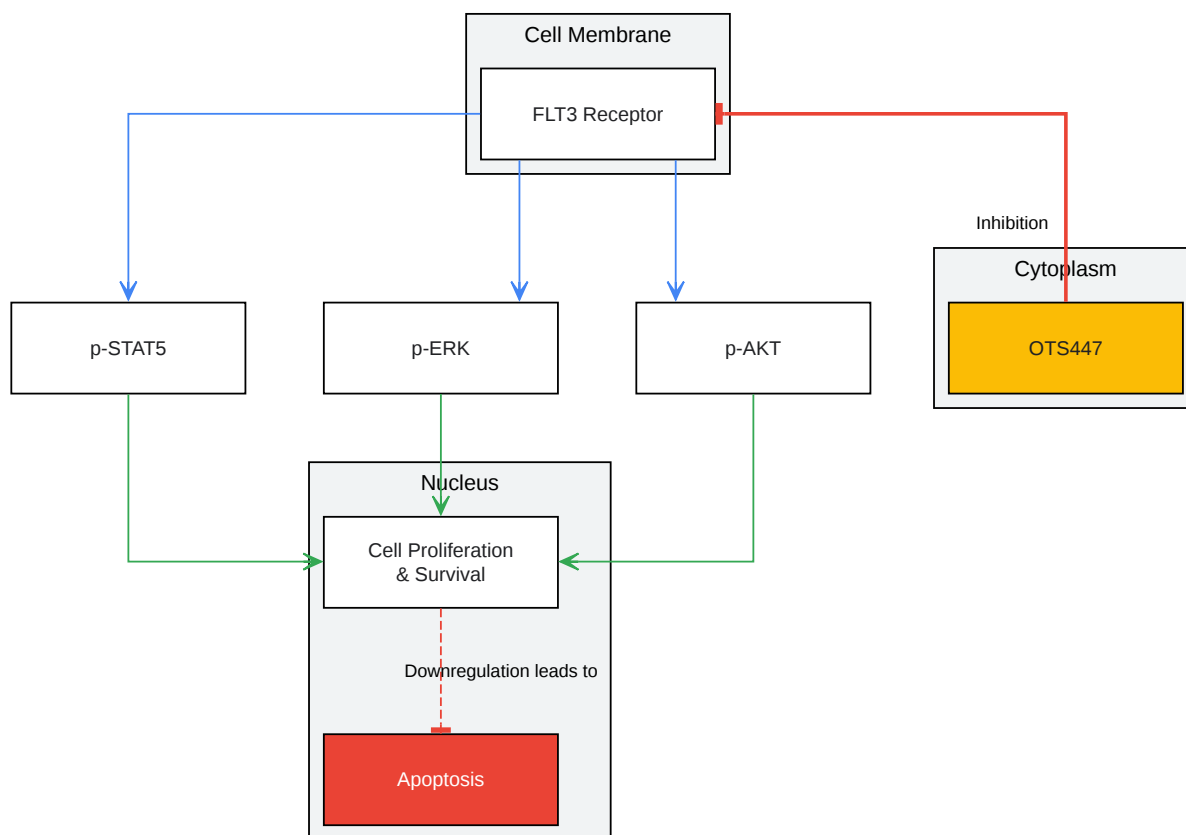 Cell Membrane
FLT3 Receptor
Inhibition
Cytoplasm
p-STAT5
p-ERK
p-AKT
OTS447
Nucleus
Cell Proliferation
& Survival
Downregulation leads to
Apoptosis